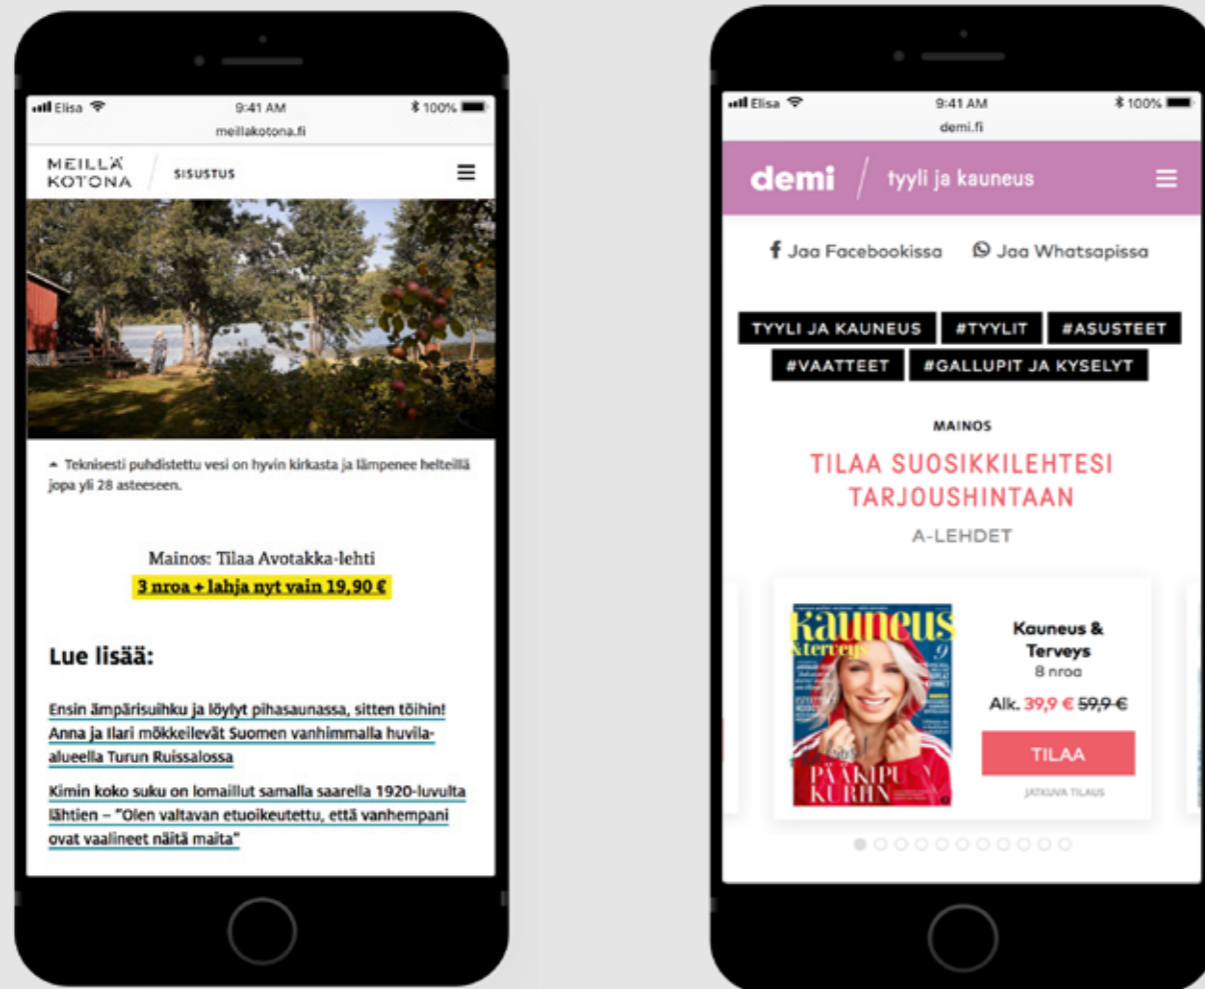 Elisa
9:41 AM
100%
meillakotona.fi
MEILLÄ
KOTONA
SISUSTUS
Teknisesti puhdistettu vesi on hyvin kirkasta ja lämpenee helteillä
jopa yli 28 asteeseen.
Mainos: Tilaa Avotakka-lehti
3 nroa + lahja nyt vain 19,90 €
Lue lisää:
Ensin ämpärisuihku ja löylyt pihasaunassa, sitten töihin!
Anna ja Ilari mökkeilevät Suomen vanhimmalla huvila-
alueella Turun Ruissalossa
Kimin koko suku on lomaillut samalla saarella 1920-luvulta
lähtien – ”Olen valtavan etuoikeutettu, että vanhempani
ovat vaalineet näitä maita”
Elisa
9:41 AM
100%
demi.fi
demi
tyyli ja kauneus
Jaa Facebookissa
Jaa Whatsapissa
TYYLI JA KAUNEUS
#TYYLIT
#ASUSTEET
#VAATTEET
#GALLUPIT JA KYSELYT
MAINOS
TILAA SUOSIKKILEHTESI
TARJOUSHINTAAN
A-LEHDET
kauneus
&terveys
9
PÄÄKIPU
KURIIN
Kauneus &
Terveys
8 nroa
Alk. 39,9 € 59,9 €
TILAA
JATKUVA TILAUS